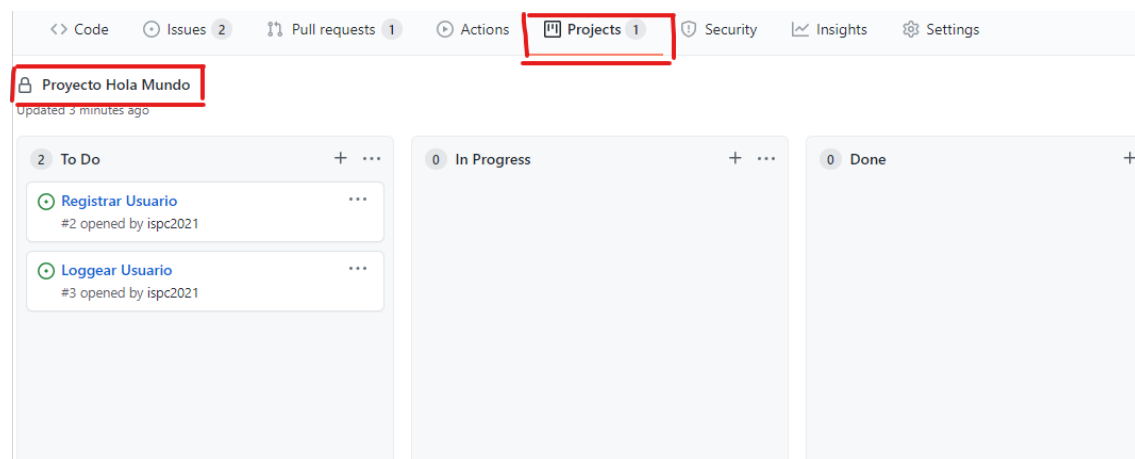 Code Issues 2 Pull requests 1 Actions Projects 1 Security Insights Settings
Proyecto Hola Mundo
Updated 3 minutes ago
2 To Do
Registrar Usuario
#2 opened by ispc2021
Loggear Usuario
#3 opened by ispc2021
0 In Progress
0 Done